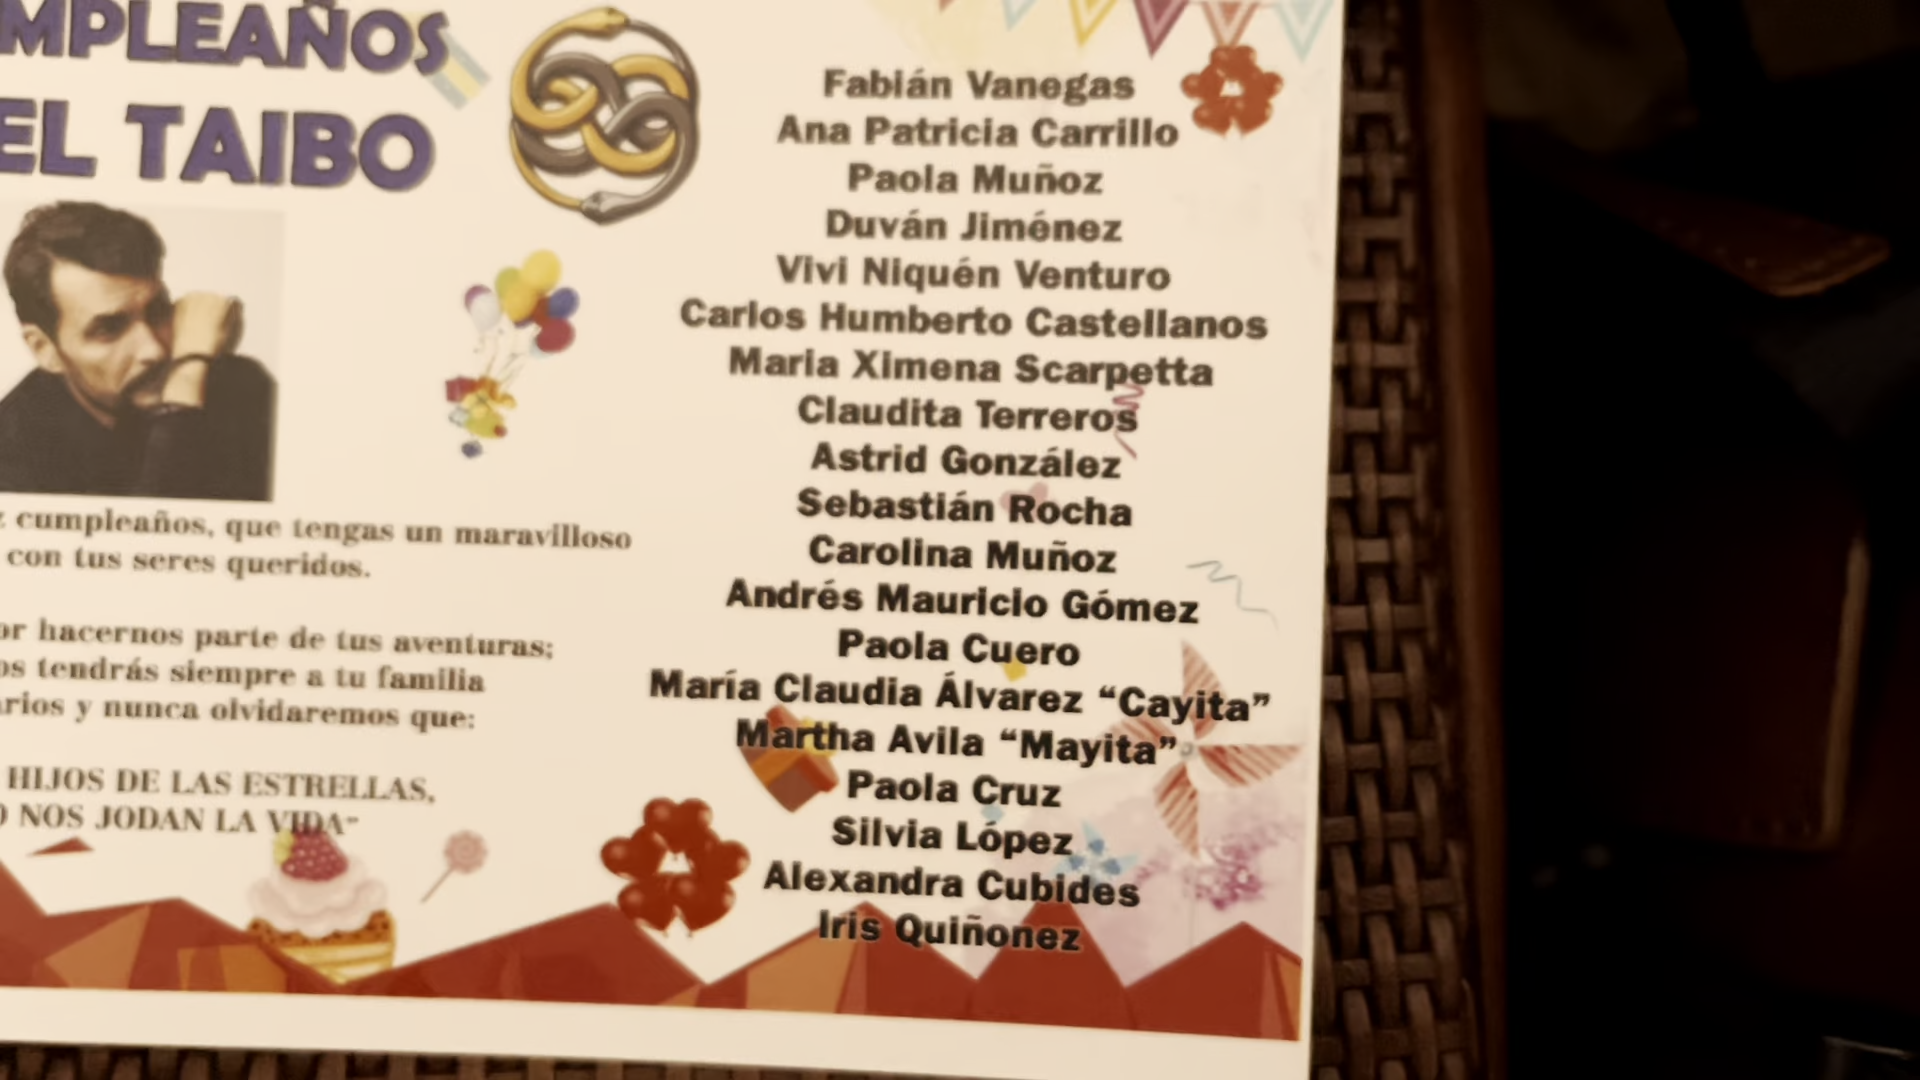 MPLEAÑOS
EL TAIBO
cumpleaños, que tengas un maravilloso
con tus seres queridos.
or hacernos parte de tus aventuras;
os tendrás siempre a tu familia
rios y nunca olvidaremos que:
HIJOS DE LAS ESTRELLAS,
O NOS JODAN LA VIDA"
Fabián Vanegas
Ana Patricia Carrillo
Paola Muñoz
Duván Jiménez
Vivi Niquén Venturo
Carlos Humberto Castellanos
Maria Ximena Scarpetta
Claudita Terreros
Astrid González
Sebastián Rocha
Carolina Muñoz
Andrés Mauricio Gómez
Paola Cuero
María Claudia Álvarez “Cayita”
Martha Avila “Mayita”
Paola Cruz
Silvia López
Alexandra Cubides
Iris Quiñonez